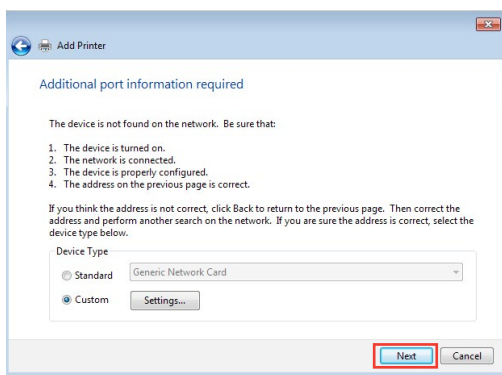 Add Printer
Additional port information required
The device is not found on the network. Be sure that:
1. The device is turned on.
2. The network is connected.
3. The device is properly configured.
4. The address on the previous page is correct.
If you think the address is not correct, click Back to return to the previous page. Then correct the
address and perform another search on the network. If you are sure the address is correct, select the
device type below.
Device Type
Standard Generic Network Card
Custom Settings...
Next Cancel